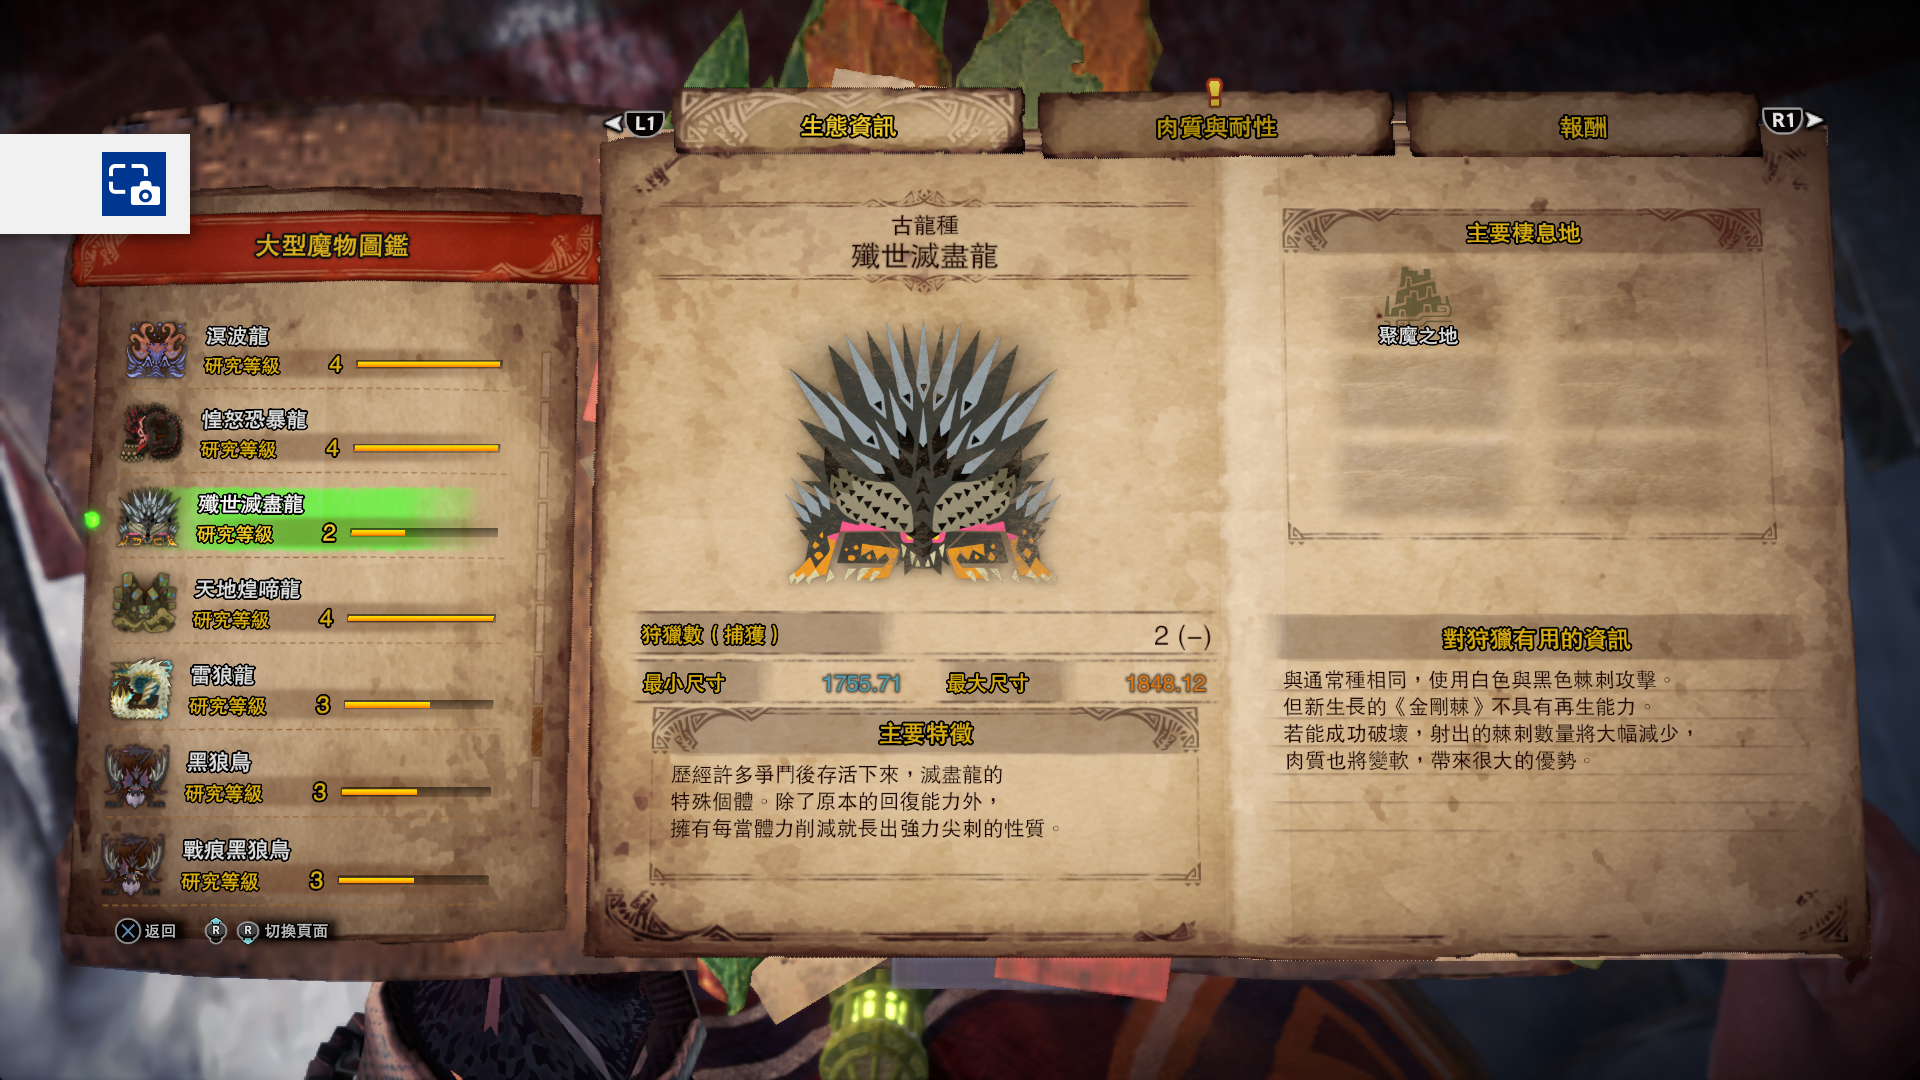 L1
生態資訊
肉質與耐性
報酬
R1
大型魔物圖鑑
溟波龍
研究等級 4
惶怒恐暴龍
研究等級 4
殲世滅盡龍
研究等級 2
天地煌啼龍
研究等級 4
雷狼龍
研究等級 3
黑狼鳥
研究等級 3
戰痕黑狼鳥
研究等級 3
返回 R R 切換頁面
古龍種
殲世滅盡龍
狩獵數(捕獲) 2 (–)
最小尺寸 1755.71 最大尺寸 1848.12
主要特徵
歷經許多爭鬥後存活下來,滅盡龍的
特殊個體。除了原本的回復能力外,
擁有每當體力削減就長出強力尖刺的性質。
主要棲息地
聚魔之地
對狩獵有用的資訊
與通常種相同,使用白色與黑色棘刺攻擊。
但新生長的《金剛棘》不具有再生能力。
若能成功破壞,射出的棘刺數量將大幅減少,
肉質也將變軟,帶來很大的優勢。